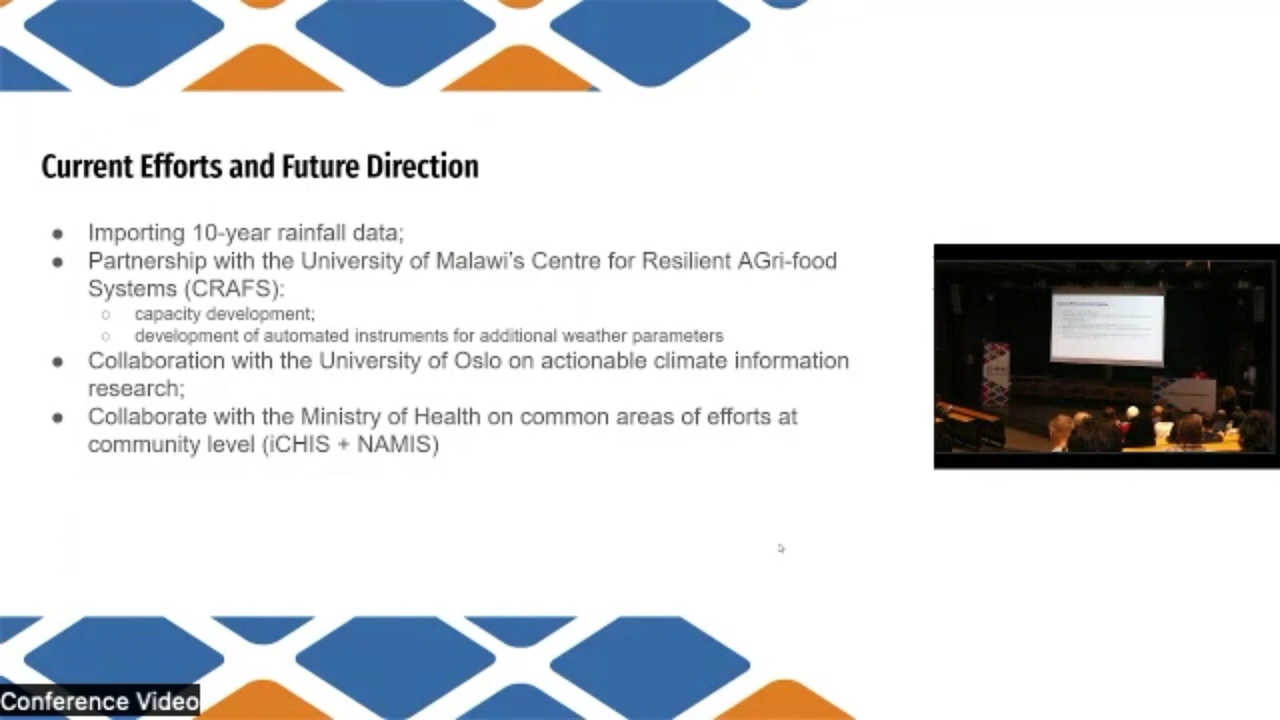 Current Efforts and Future Direction
● Importing 10-year rainfall data;
● Partnership with the University of Malawi's Centre for Resilient AGri-food
Systems (CRAFS):
○ capacity development;
○ development of automated instruments for additional weather parameters
● Collaboration with the University of Oslo on actionable climate information
research;
● Collaborate with the Ministry of Health on common areas of efforts at
community level (iCHIS + NAMIS)
Conference Video